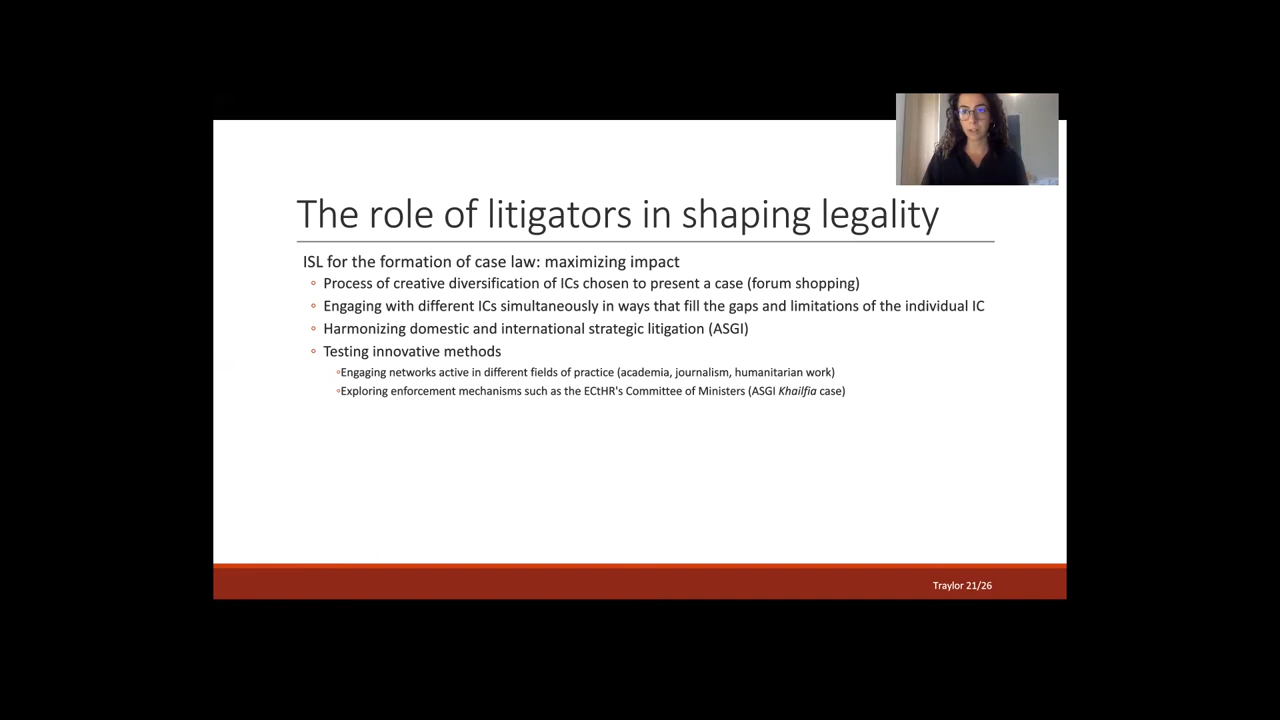 The role of litigators in shaping legality
ISL for the formation of case law: maximizing impact
◦ Process of creative diversification of ICs chosen to present a case (forum shopping)
◦ Engaging with different ICs simultaneously in ways that fill the gaps and limitations of the individual IC
◦ Harmonizing domestic and international strategic litigation (ASGI)
◦ Testing innovative methods
◦Engaging networks active in different fields of practice (academia, journalism, humanitarian work)
◦Exploring enforcement mechanisms such as the ECtHR's Committee of Ministers (ASGI Khailfia case)
Traylor 21/26